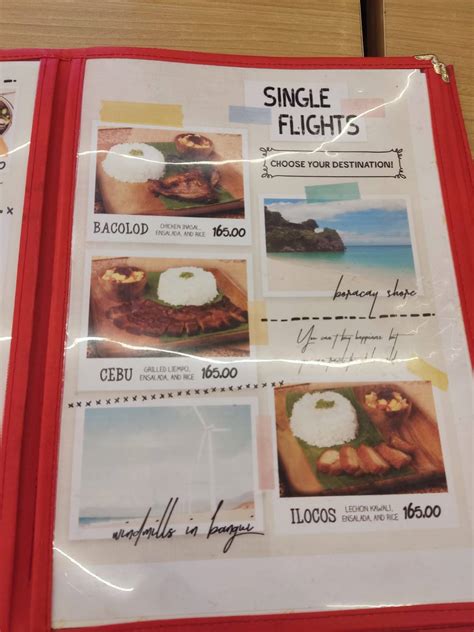 SINGLE
FLIGHTS
CHOOSE YOUR DESTINATION!
BACOLOD
CHICKEN INASAL,
ENSALADA, AND RICE
165.00
boracay shore
You can't buy happiness but
CEBU
GRILLED LIEMPO,
ENSALADA, AND RICE
165.00
windmills in bangui
ILOCOS
LECHON KAWALI,
ENSALADA, AND RICE
165.00